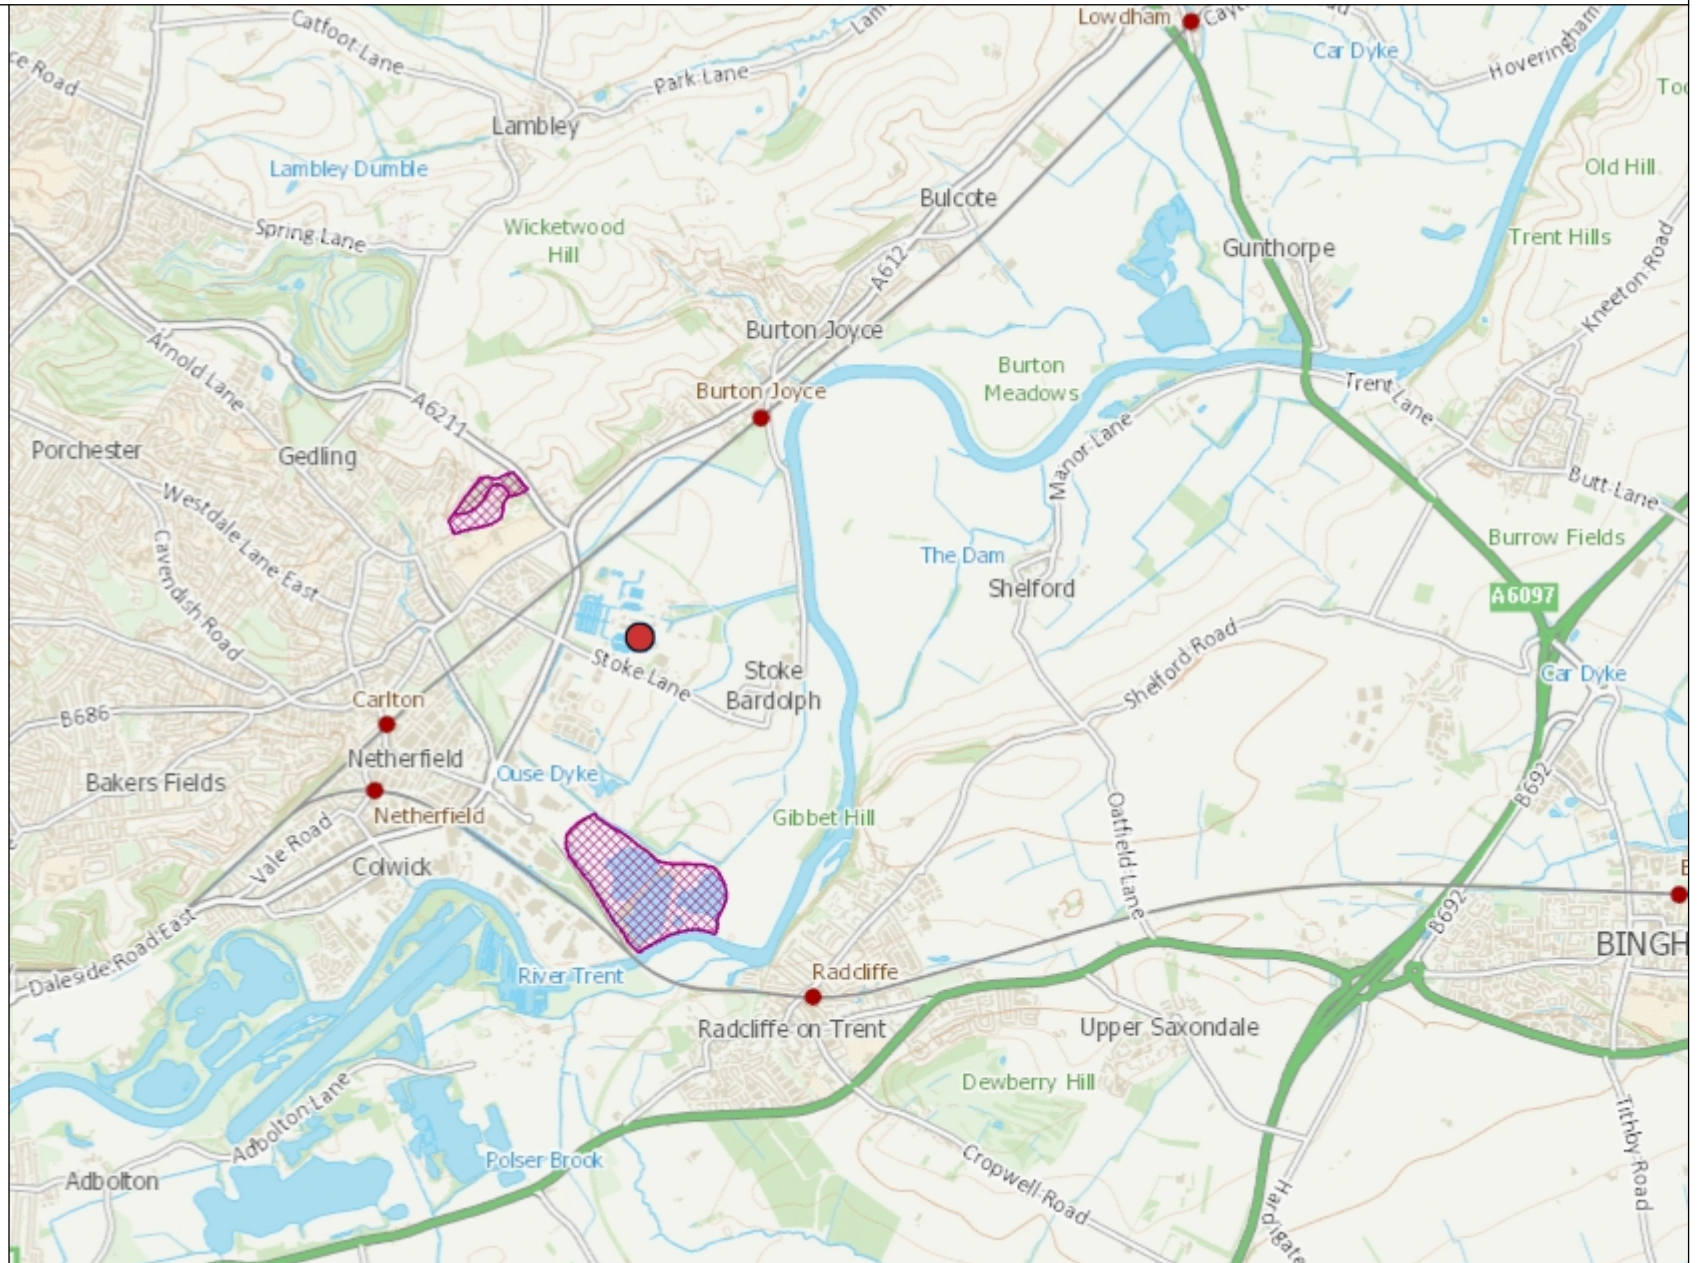 Lowdham
Catfoot Lane
Park Lane
Car Dyke
Lambley
Lambley Dumble
Old Hill
Bulcote
Spring Lane
Wicketwood
Hill
Trent Hills
Gunthorpe
A612
Kneeton Road
Burton Joyce
Arnold Lane
Burton
Meadows
Burton Joyce
Trent Lane
A6211
Porchester
Gedling
Manor Lane
Butt Lane
Westdale Lane East
Burrow Fields
The Dam
Cavendish Road
Shelford
A6097
Stoke Lane
Stoke
Bardolph
Shelford Road
Car Dyke
Carlton
B686
Netherfield
Ouse Dyke
Bakers Fields
B692
Netherfield
Gibbet Hill
Vale Road
Oatfield Lane
Colwick
B692
BINGH
Daleside Road East
River Trent
Radcliffe
Radcliffe on Trent
Upper Saxondale
Dewberry Hill
Adbolton Lane
Tithby Road
Polser Brook
Cropwell Road
Adbolton